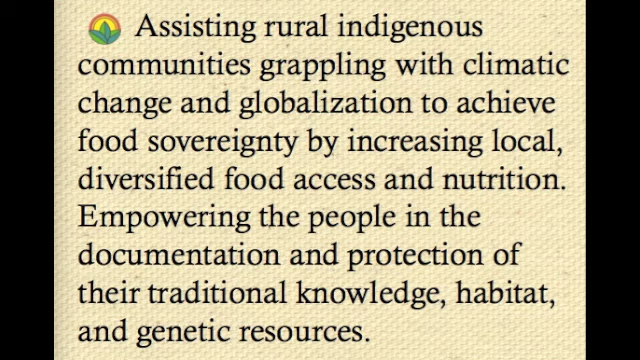 Assisting rural indigenous
communities grappling with climatic
change and globalization to achieve
food sovereignty by increasing local,
diversified food access and nutrition.
Empowering the people in the
documentation and protection of
their traditional knowledge, habitat,
and genetic resources.